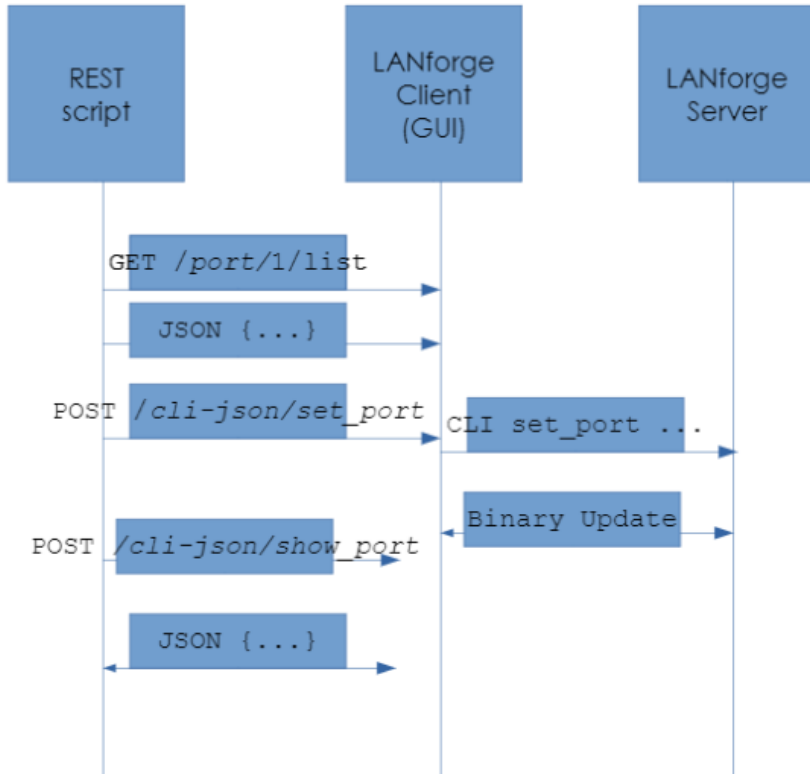 REST
script
LANforge
Client
(GUI)
LANforge
Server
GET /port/1/list
JSON {...}
POST /cli-json/set_port
CLI set_port ...
Binary Update
POST /cli-json/show_port
JSON {...}